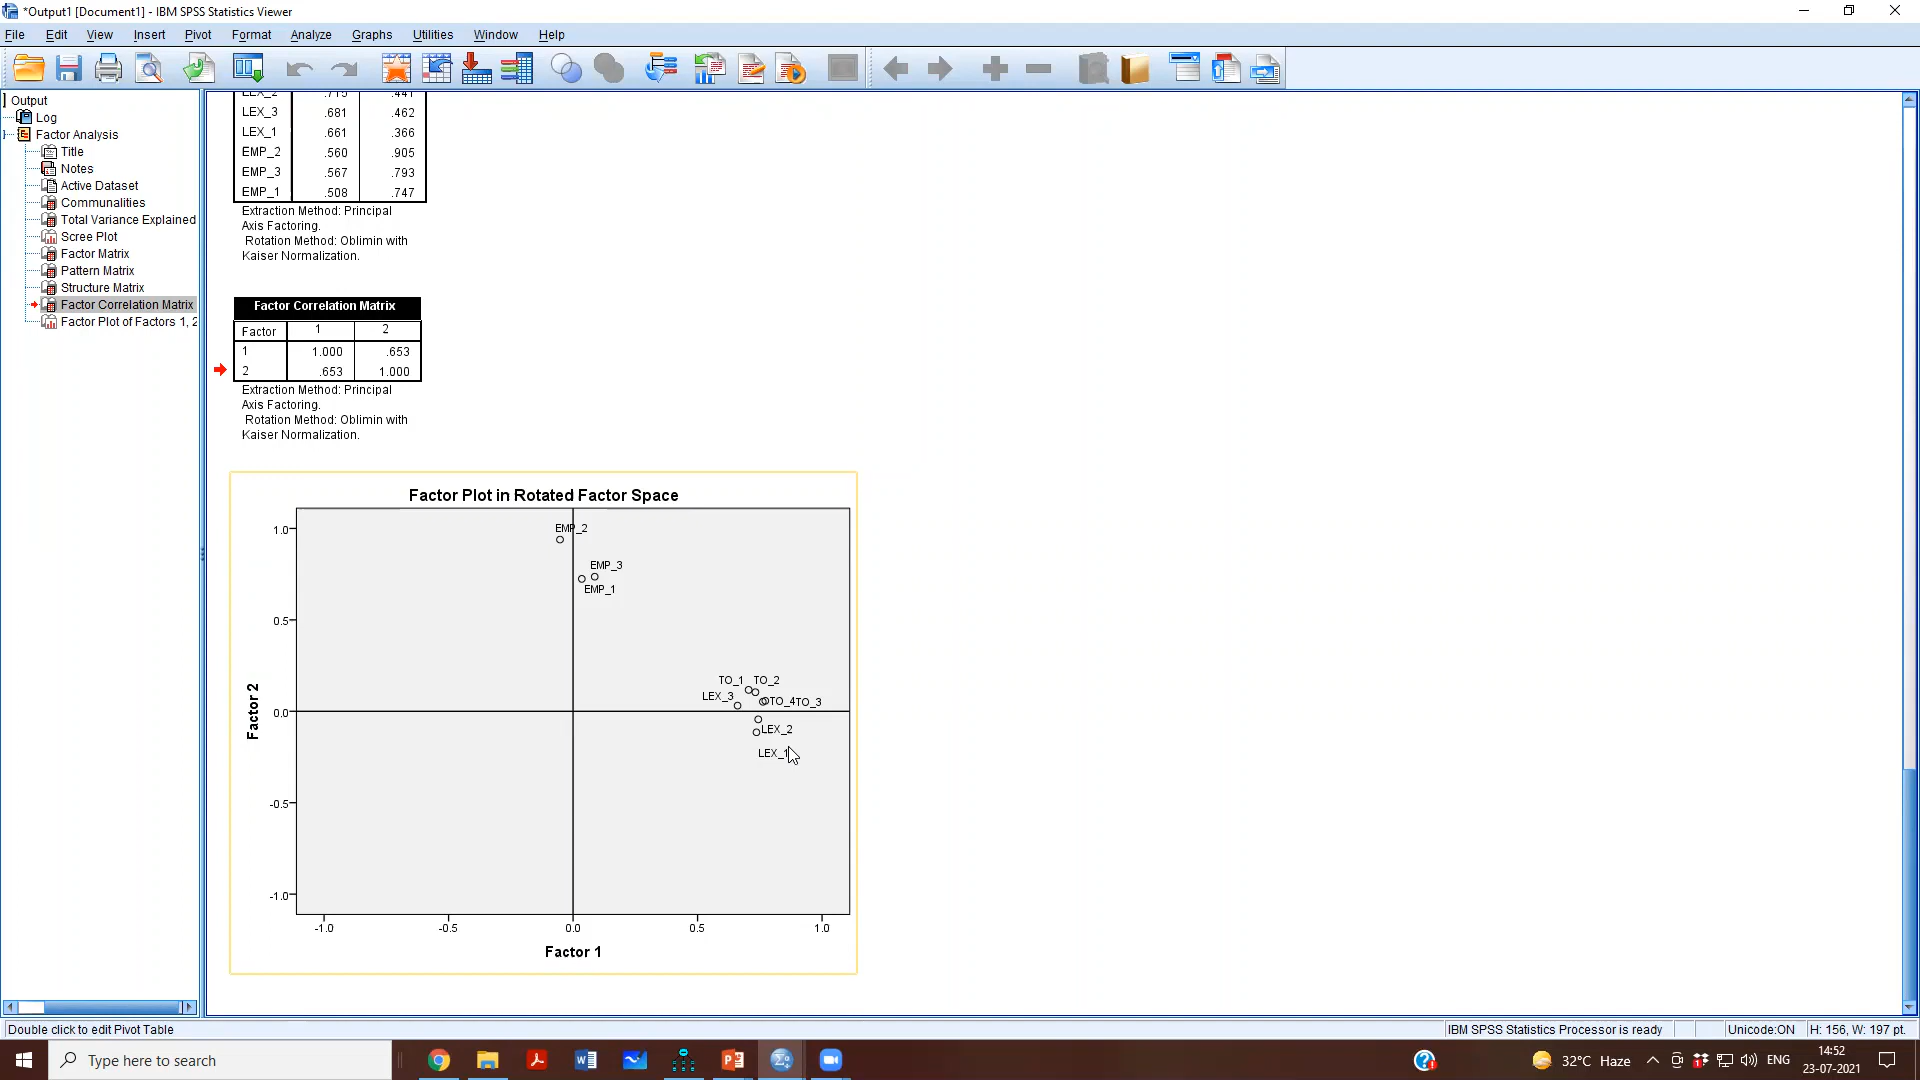 *Output1 [Document1] - IBM SPSS Statistics Viewer
File Edit View Insert Format Pivot Analyze Graphs Utilities Window Help
Output
Log
Factor Analysis
Title
Notes
Active Dataset
Communalities
Total Variance Explained
Scree Plot
Factor Matrix
Pattern Matrix
Structure Matrix
Factor Correlation Matrix
Factor Plot of Factors 1, 2
LEX_2 .715 .441
LEX_3 .681 .462
LEX_1 .661 .366
EMP_2 .560 .905
EMP_3 .567 .793
EMP_1 .508 .747
Extraction Method: Principal
Axis Factoring.
Rotation Method: Oblimin with
Kaiser Normalization.
Factor Correlation Matrix
Factor 1 2
1 1.000 .653
2 .653 1.000
Extraction Method: Principal
Axis Factoring.
Rotation Method: Oblimin with
Kaiser Normalization.
Factor Plot in Rotated Factor Space
1.0
EMP_2
EMP_3
EMP_1
0.5
TO_1 TO_2
LEX_3 TO_4 TO_3
0.0
LEX_2
LEX_1
-0.5
-1.0
Factor 2
-1.0 -0.5 0.0 0.5 1.0
Factor 1
Double click to edit Pivot Table
IBM SPSS Statistics Processor is ready Unicode:ON H: 156, W: 197 pt.
Type here to search
32°C Haze ENG 14:52
23-07-2021